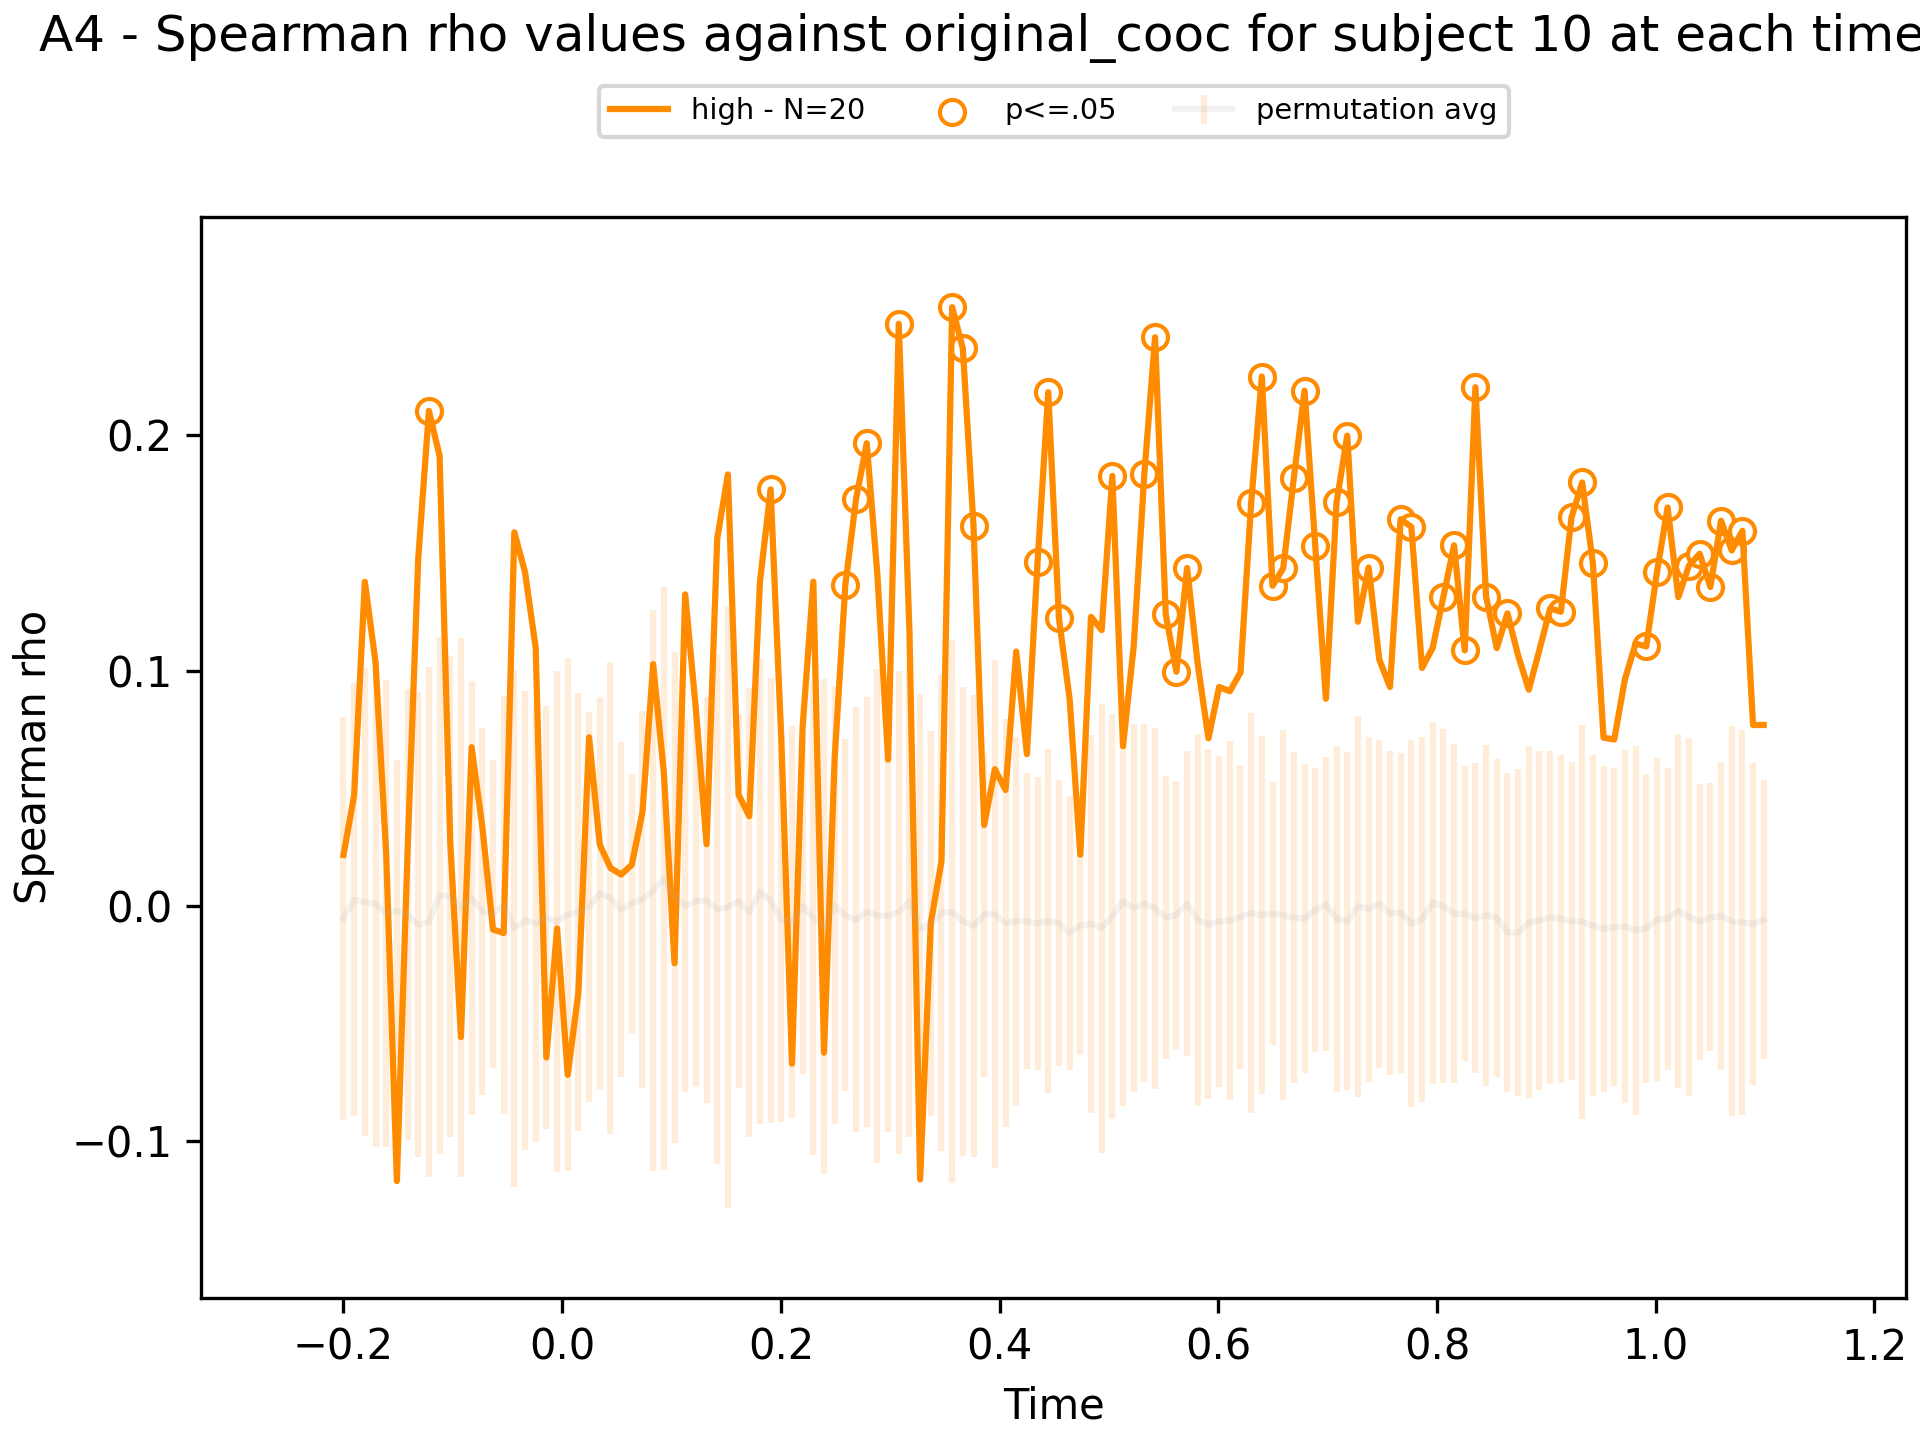 A4 - Spearman rho values against original_cooc for subject 10 at each time
high - N=20 p<=.05 permutation avg
Spearman rho
0.2
0.1
0.0
−0.1
−0.2 0.0 0.2 0.4 0.6 0.8 1.0 1.2
Time